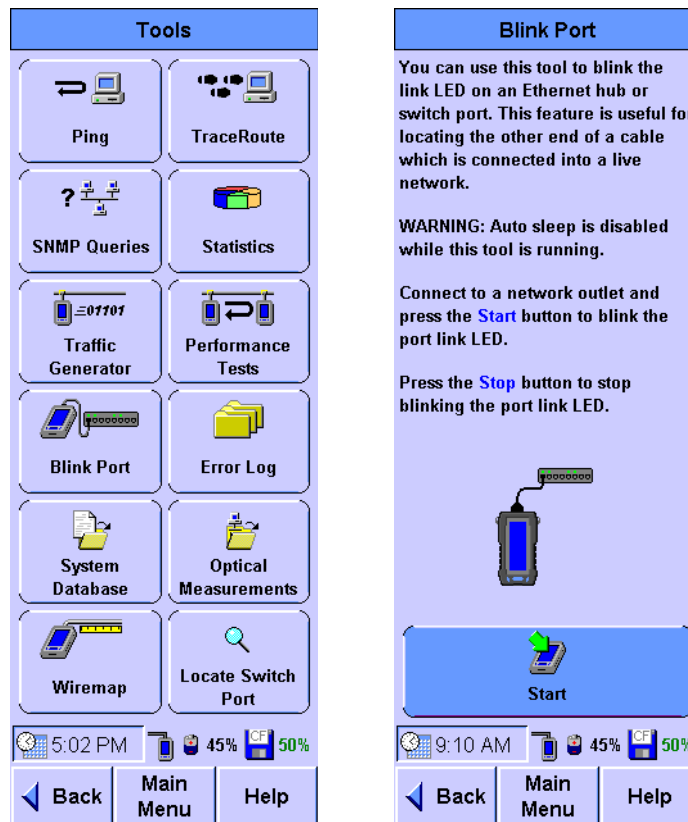 Tools
Ping
TraceRoute
?
SNMP Queries
Statistics
01101
Traffic
Generator
Performance
Tests
Blink Port
Error Log
System
Database
Optical
Measurements
Wiremap
Locate Switch
Port
5:02 PM
45%
CF
50%
Back
Main
Menu
Help
Blink Port
You can use this tool to blink the
link LED on an Ethernet hub or
switch port. This feature is useful for
locating the other end of a cable
which is connected into a live
network.
WARNING: Auto sleep is disabled
while this tool is running.
Connect to a network outlet and
press the Start button to blink the
port link LED.
Press the Stop button to stop
blinking the port link LED.
Start
9:10 AM
45%
CF
50%
Back
Main
Menu
Help